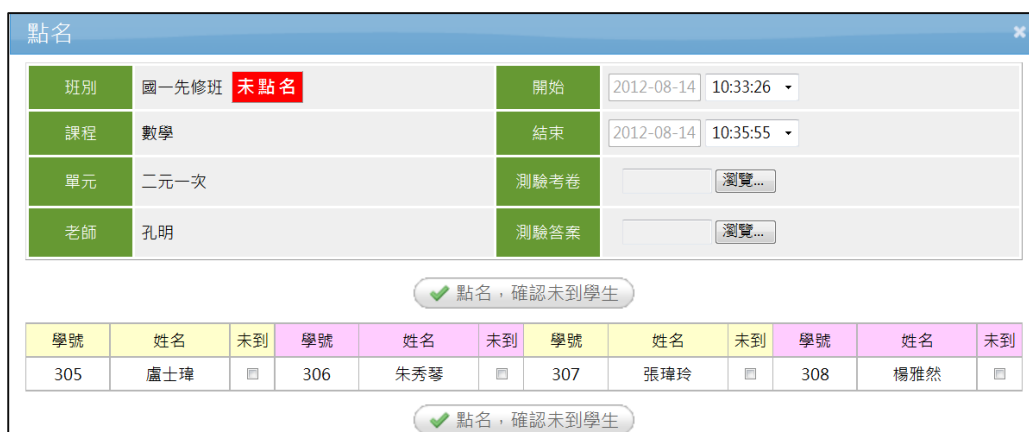 點名
班別 國一先修班 未點名 開始 2012-08-14 10:33:26
課程 數學 結束 2012-08-14 10:35:55
單元 二元一次 測驗考卷 瀏覽...
老師 孔明 測驗答案 瀏覽...
點名，確認未到學生
學號 姓名 未到 學號 姓名 未到 學號 姓名 未到 學號 姓名 未到
305 盧士瑋 306 朱秀琴 307 張瑋玲 308 楊雅然
點名，確認未到學生